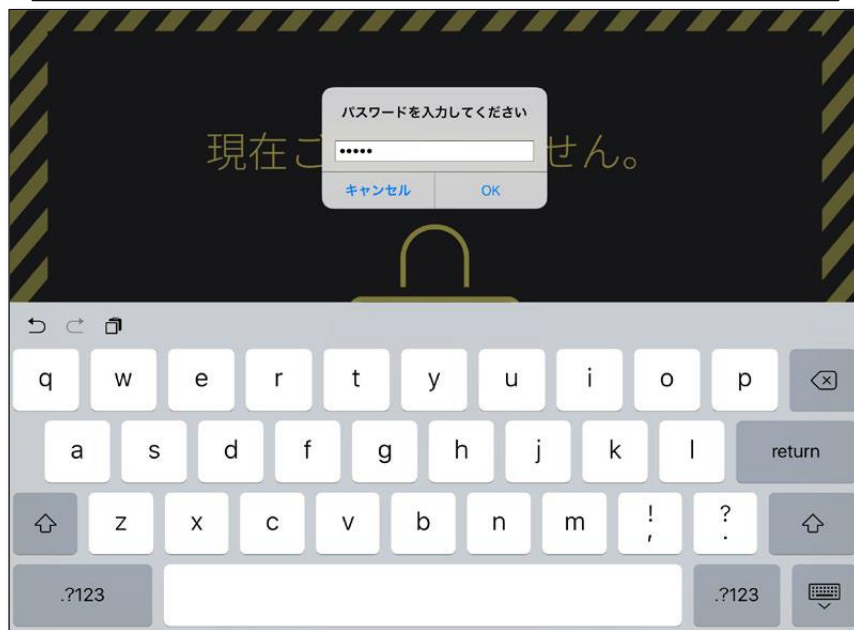 パスワードを入力してください
現在ご
せん。
•••••
キャンセル OK
q w e r t y u i o p
a s d f g h j k l return
z x c v b n m ! , ? .
.?123 .?123